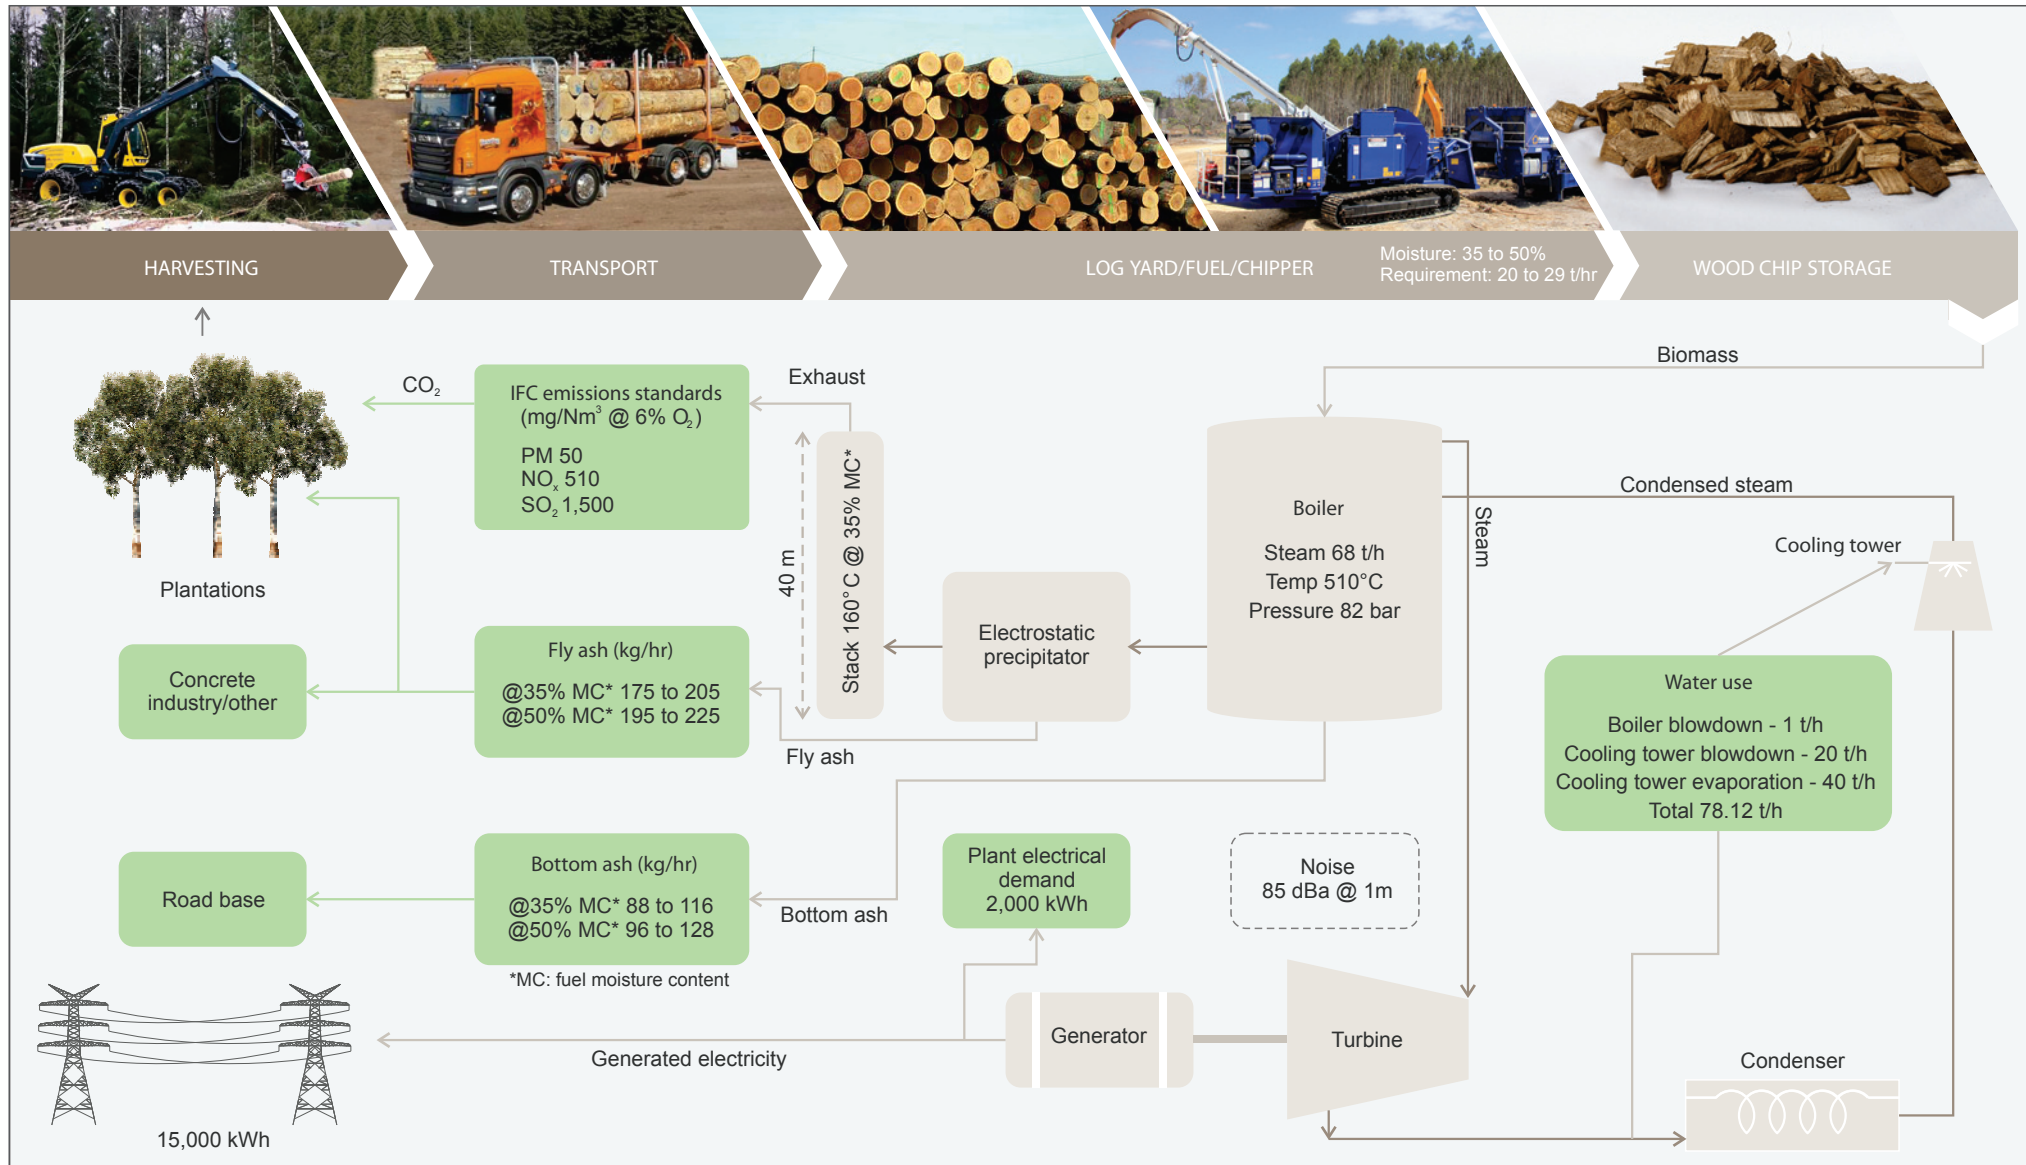 HARVESTING
TRANSPORT
LOG YARD/FUEL/CHIPPER
Moisture: 35 to 50%
Requirement: 20 to 29 t/hr
WOOD CHIP STORAGE
Biomass
CO₂
IFC emissions standards
(mg/Nm³ @ 6% O₂)
PM 50
NOₓ 510
SO₂ 1,500
Exhaust
40 m
Stack 160°C @ 35% MC*
Electrostatic
precipitator
Boiler
Steam 68 t/h
Temp 510°C
Pressure 82 bar
Steam
Condensed steam
Cooling tower
Plantations
Concrete
industry/other
Fly ash (kg/hr)
@35% MC* 175 to 205
@50% MC* 195 to 225
Fly ash
Water use
Boiler blowdown - 1 t/h
Cooling tower blowdown - 20 t/h
Cooling tower evaporation - 40 t/h
Total 78.12 t/h
Road base
Bottom ash (kg/hr)
@35% MC* 88 to 116
@50% MC* 96 to 128
*MC: fuel moisture content
Bottom ash
Plant electrical
demand
2,000 kWh
Noise
85 dBa @ 1m
Generator
Turbine
Condenser
Generated electricity
15,000 kWh